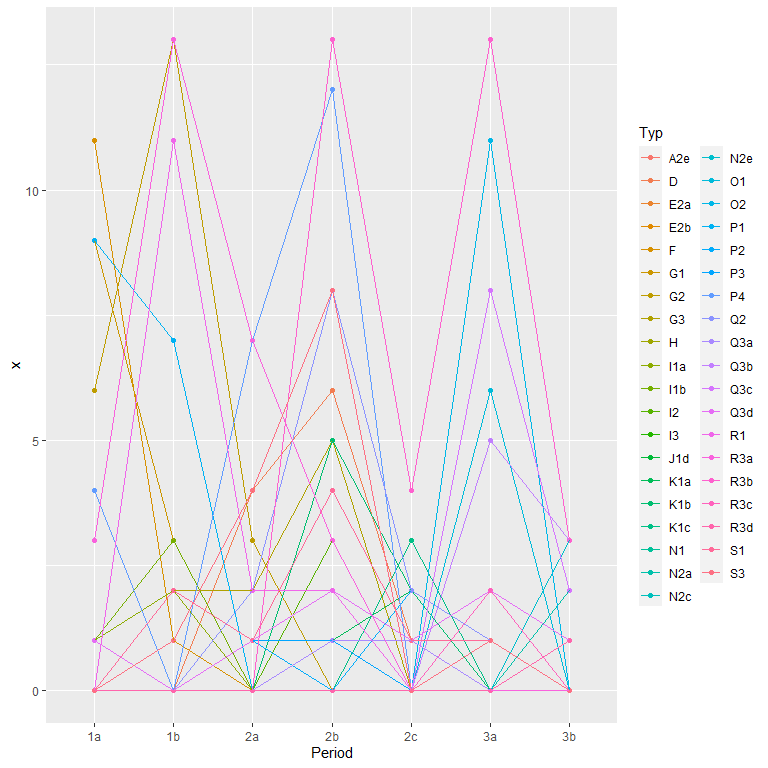 Typ
A2e N2e
D O1
E2a O2
E2b P1
F P2
G1 P3
G2 P4
G3 Q2
H Q3a
I1a Q3b
I1b Q3c
I2 Q3d
I3 R1
J1d R3a
K1a R3b
K1b R3c
K1c R3d
N1 S1
N2a S3
N2c
10
x
5
0
1a 1b 2a 2b 2c 3a 3b
Period